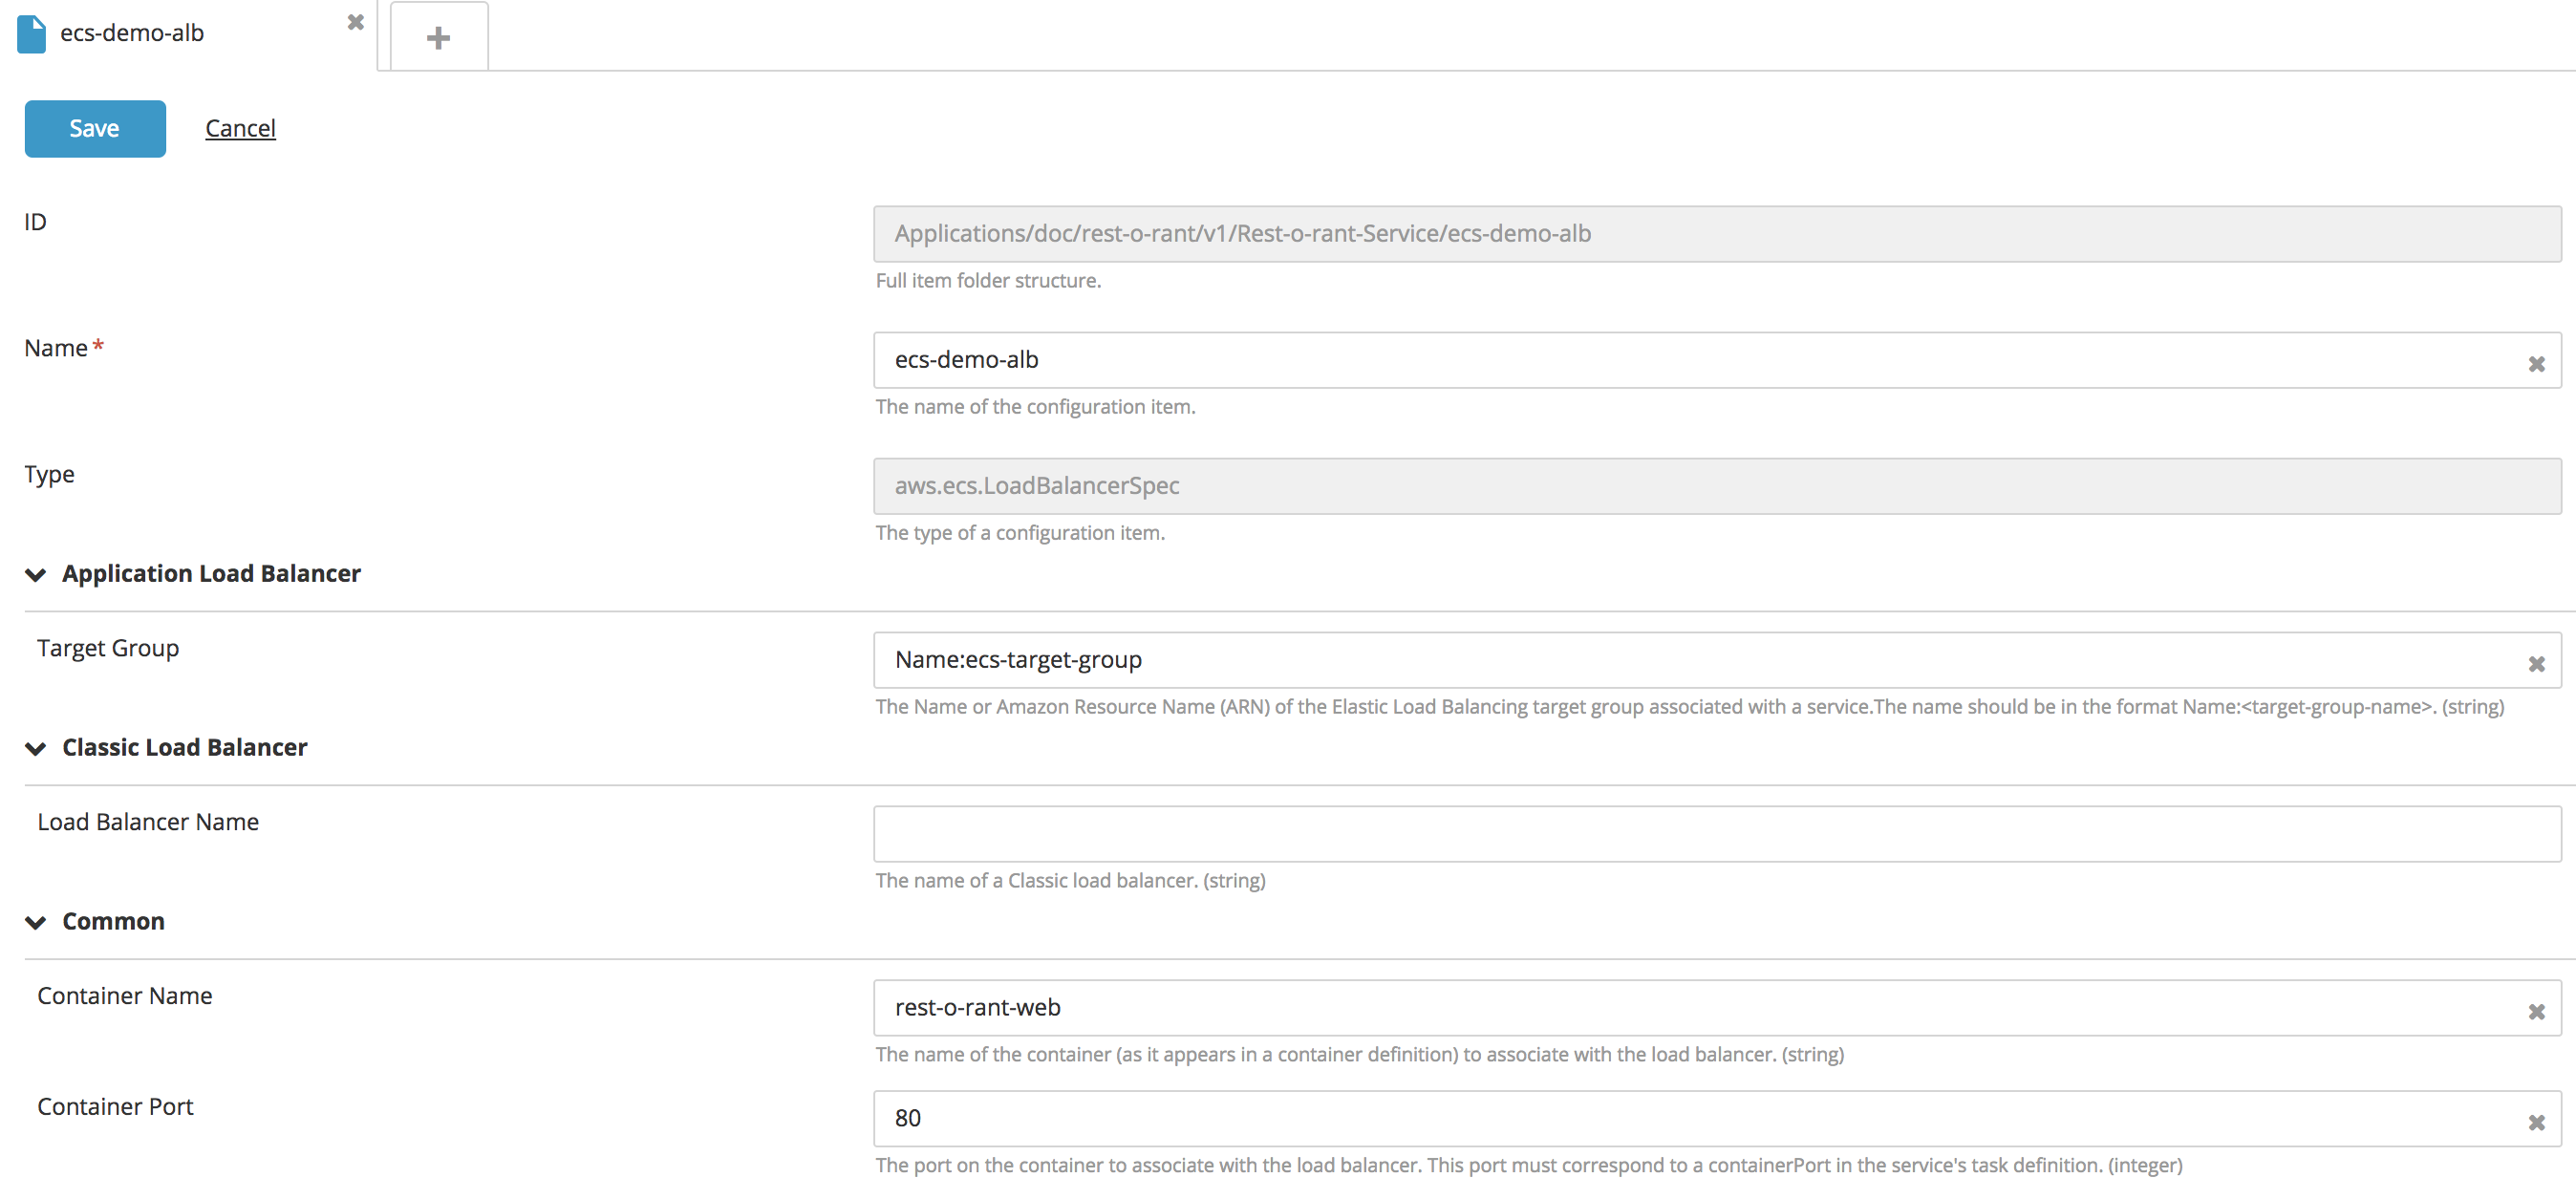 ecs-demo-alb
Save Cancel
ID
Applications/doc/rest-o-rant/v1/Rest-o-rant-Service/ecs-demo-alb
Full item folder structure.
Name*
ecs-demo-alb
The name of the configuration item.
Type
aws.ecs.LoadBalancerSpec
The type of a configuration item.
Application Load Balancer
Target Group
Name:ecs-target-group
The Name or Amazon Resource Name (ARN) of the Elastic Load Balancing target group associated with a service.The name should be in the format Name:<target-group-name>. (string)
Classic Load Balancer
Load Balancer Name
The name of a Classic load balancer. (string)
Common
Container Name
rest-o-rant-web
The name of the container (as it appears in a container definition) to associate with the load balancer. (string)
Container Port
80
The port on the container to associate with the load balancer. This port must correspond to a containerPort in the service's task definition. (integer)